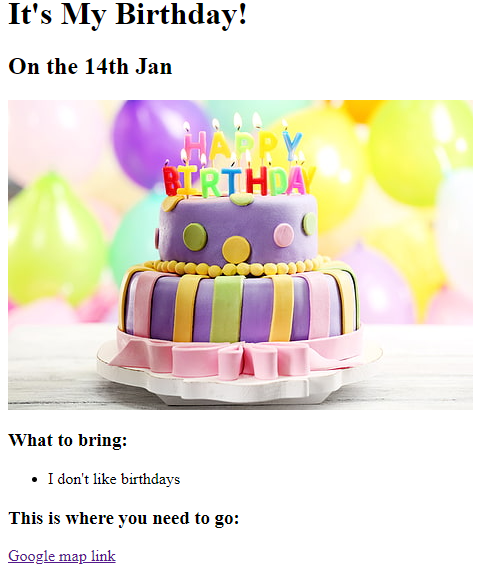 It's My Birthday!
On the 14th Jan
HAPPY
BIRTHDAY
What to bring:
I don't like birthdays
This is where you need to go:
Google map link